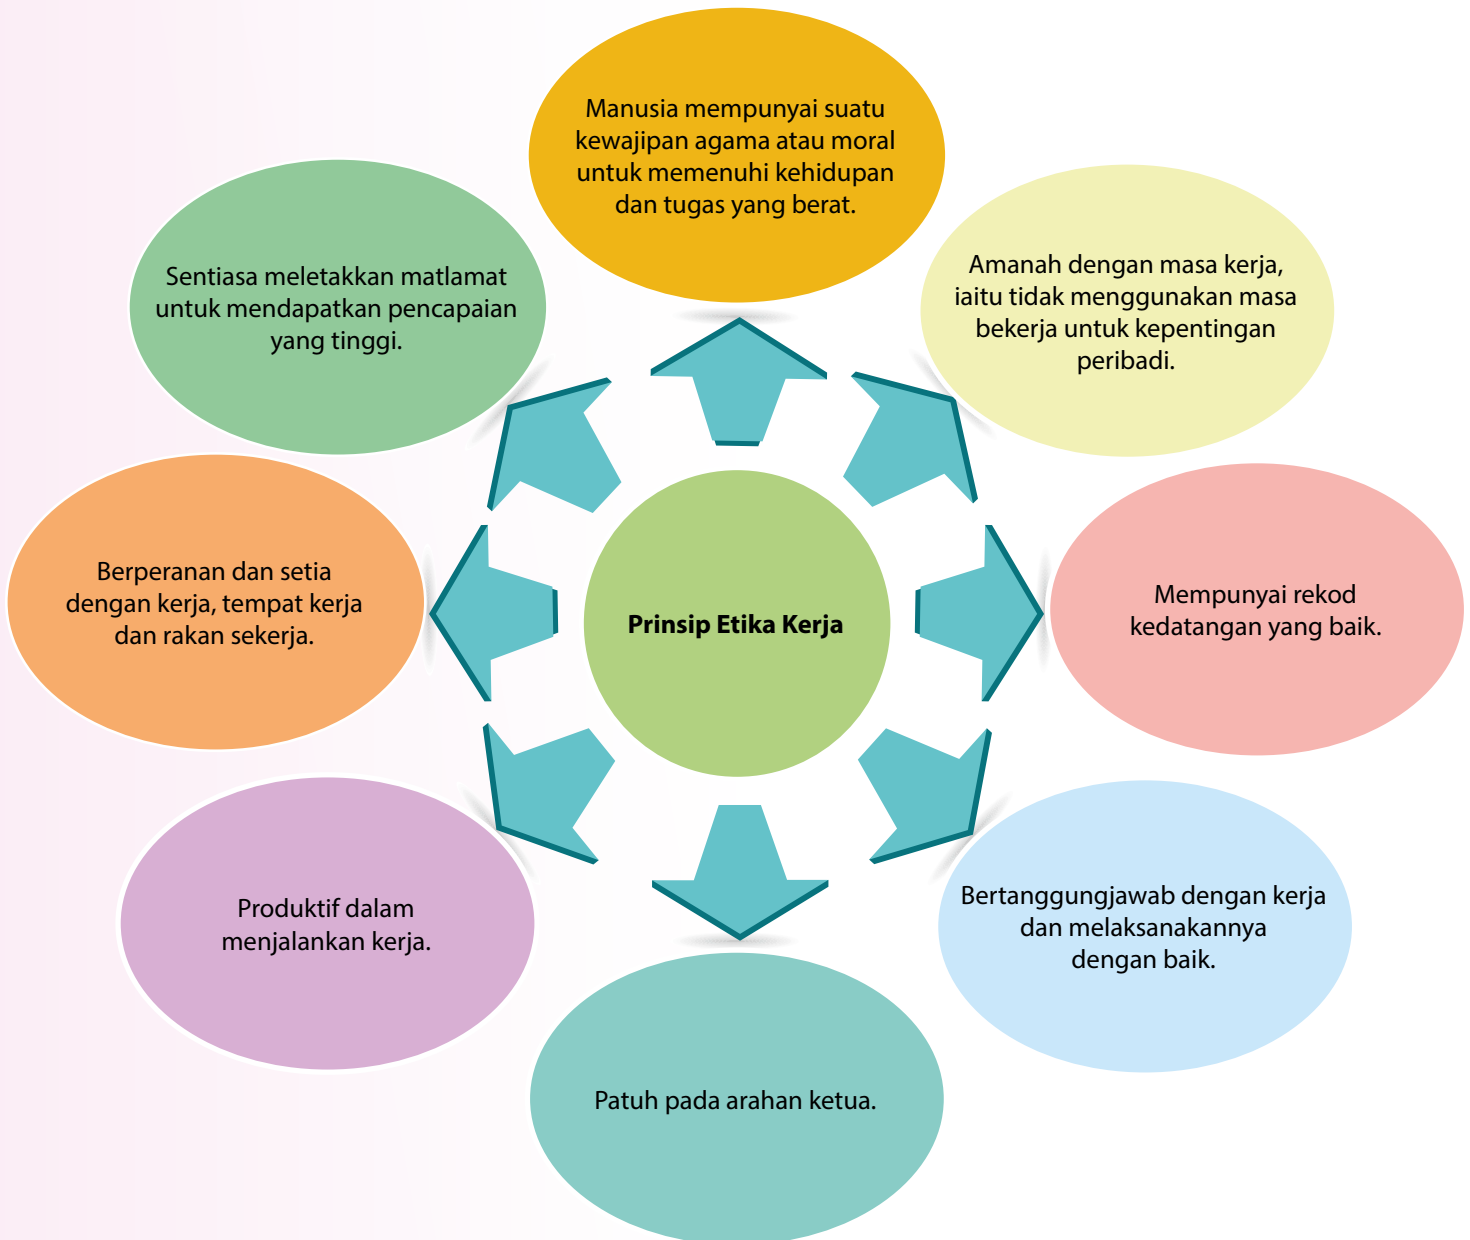 Manusia mempunyai suatu
kewajipan agama atau moral
untuk memenuhi kehidupan
dan tugas yang berat.
Amanah dengan masa kerja,
iaitu tidak menggunakan masa
bekerja untuk kepentingan
peribadi.
Mempunyai rekod
kedatangan yang baik.
Bertanggungjawab dengan kerja
dan melaksanakannya
dengan baik.
Patuh pada arahan ketua.
Produktif dalam
menjalankan kerja.
Berperanan dan setia
dengan kerja, tempat kerja
dan rakan sekerja.
Sentiasa meletakkan matlamat
untuk mendapatkan pencapaian
yang tinggi.
Prinsip Etika Kerja